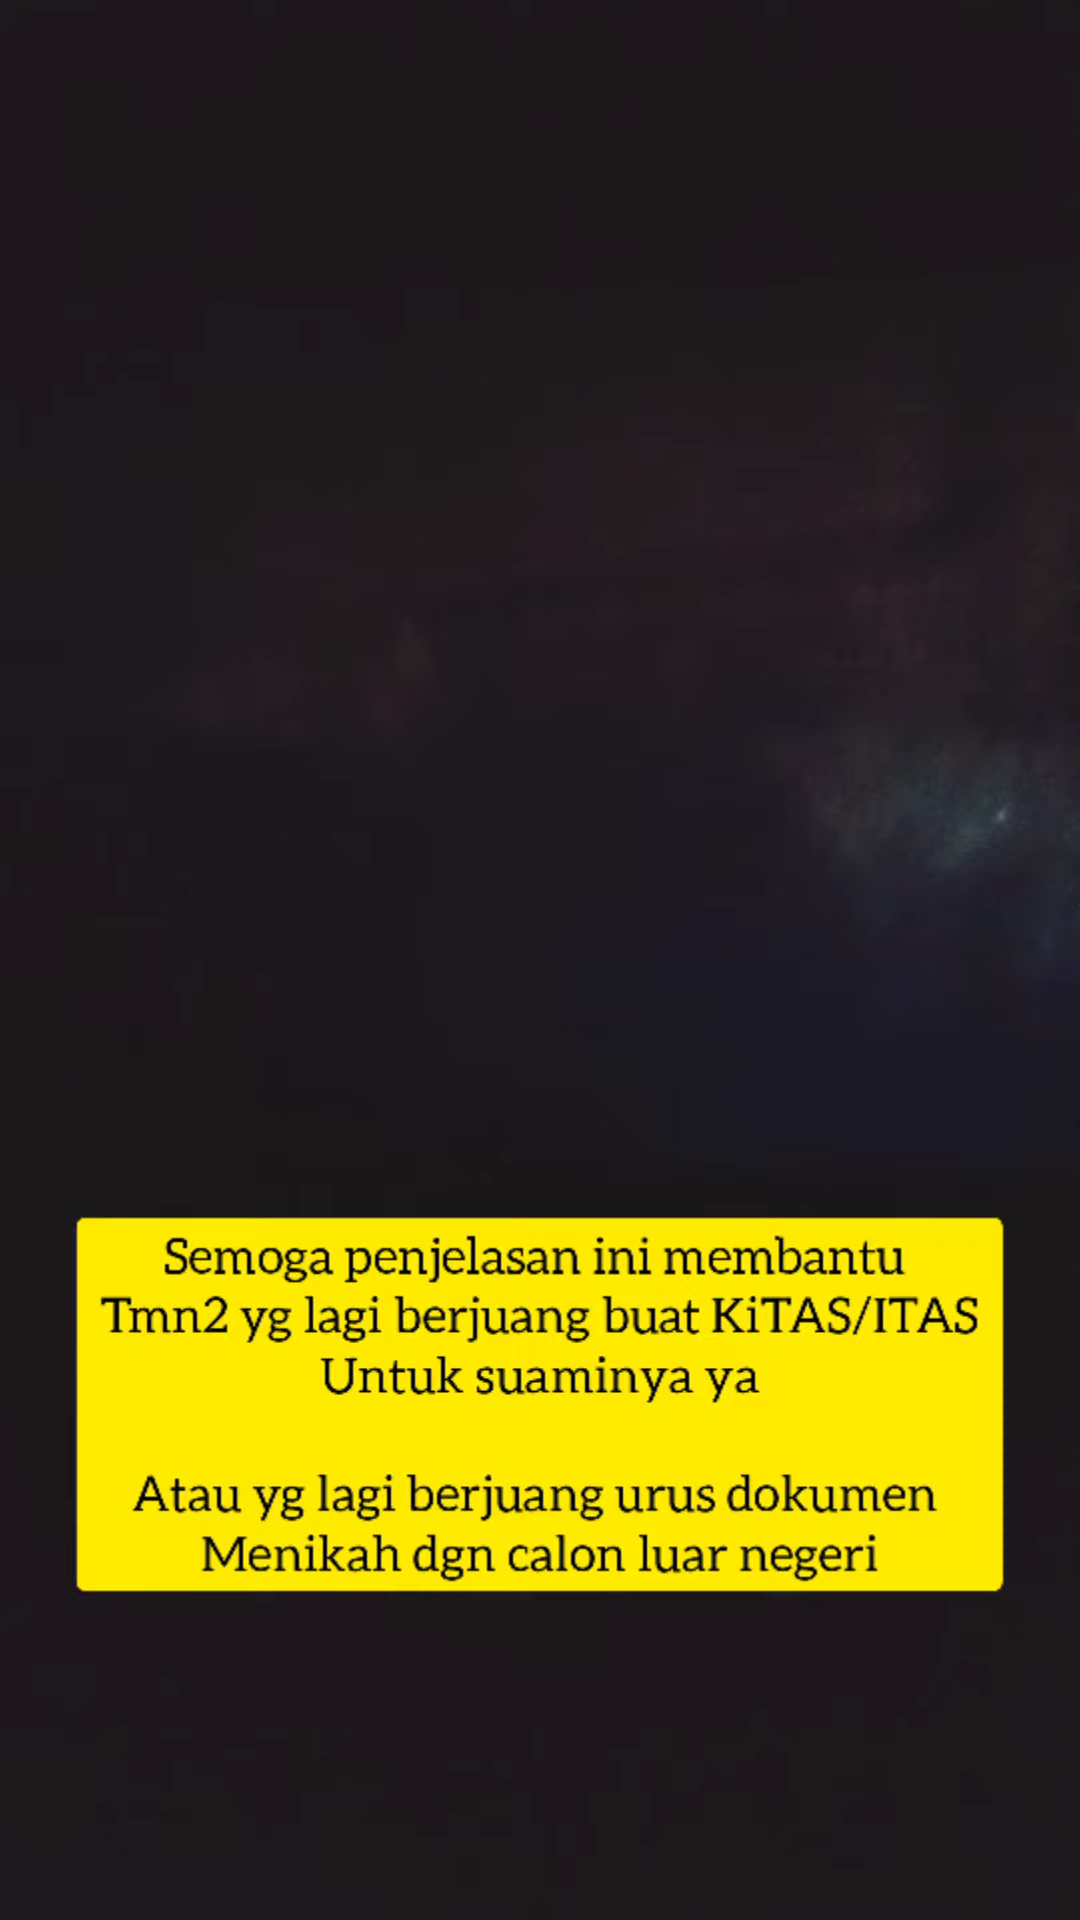 Semoga penjelasan ini membantu
Tmn2 yg lagi berjuang buat KiTAS/ITAS
Untuk suaminya ya
Atau yg lagi berjuang urus dokumen
Menikah dgn calon luar negeri